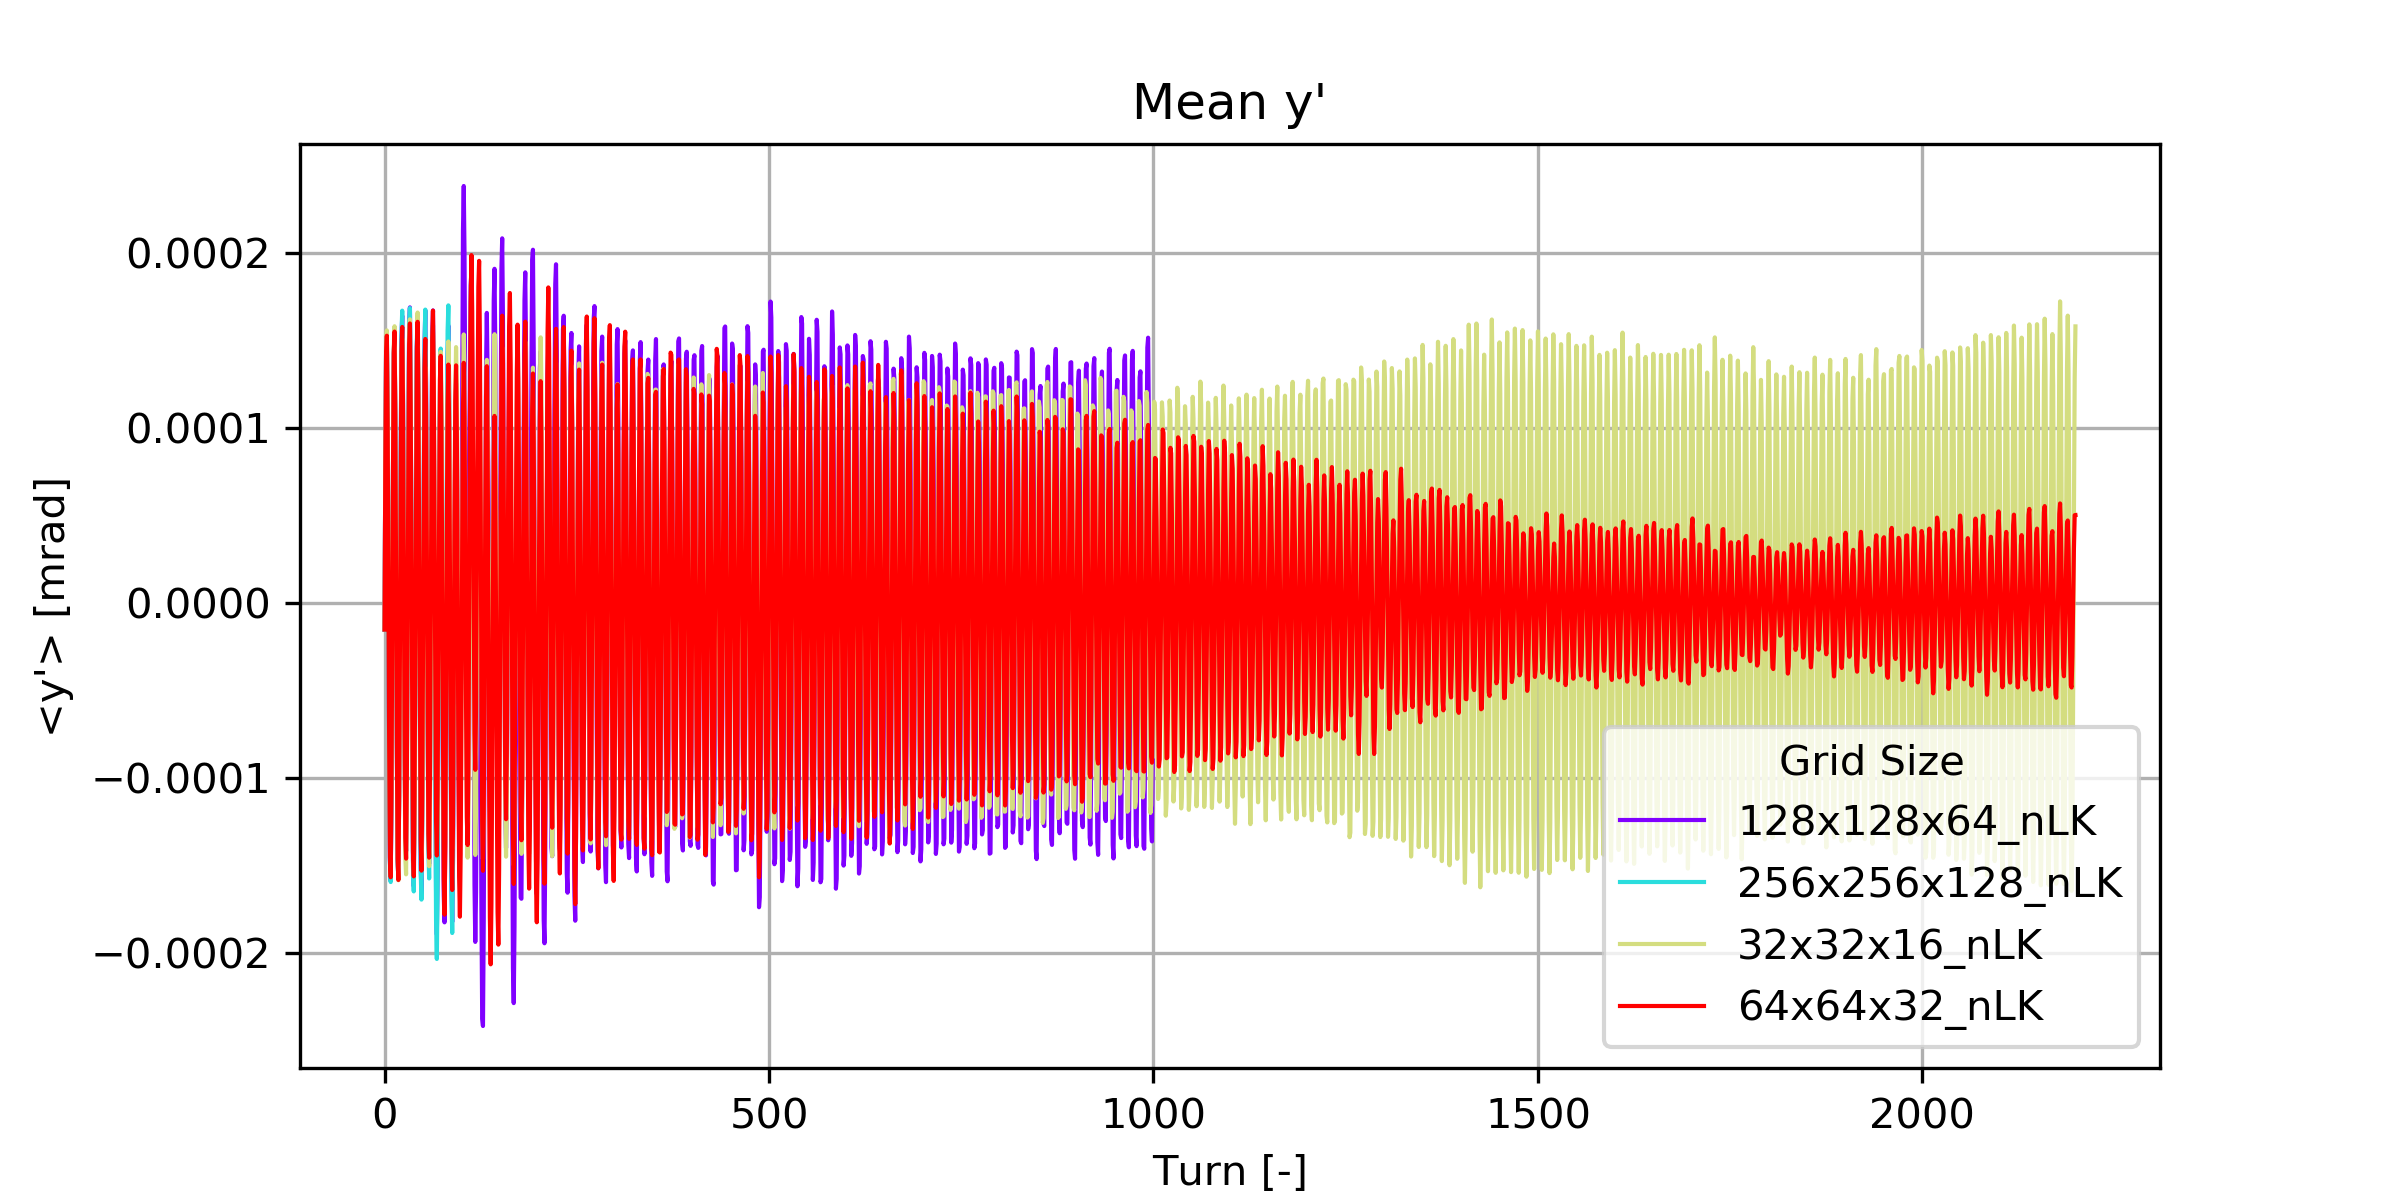 Mean y'
0.0002
0.0001
0.0000
−0.0001
−0.0002
<y'> [mrad]
0 500 1000 1500 2000
Turn [-]
Grid Size
128x128x64_nLK
256x256x128_nLK
32x32x16_nLK
64x64x32_nLK